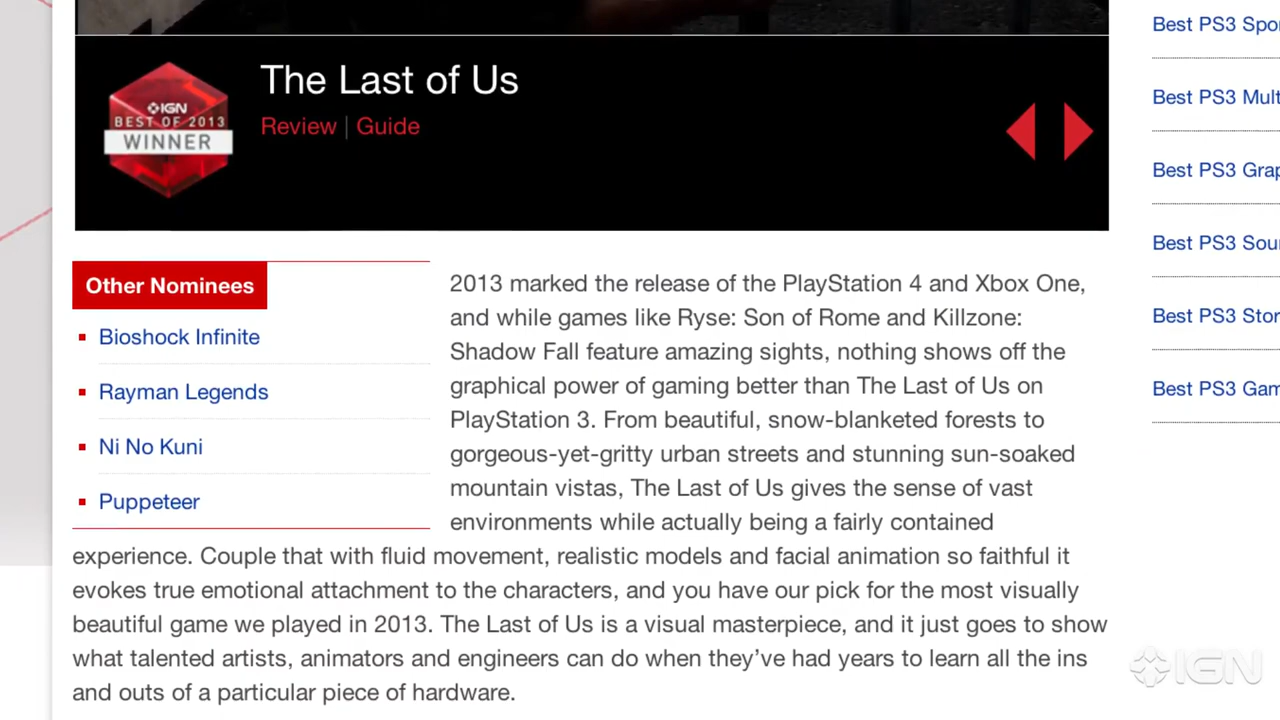 The Last of Us
Review | Guide
IGN
BEST OF 2013
WINNER
Other Nominees
Bioshock Infinite
Rayman Legends
Ni No Kuni
Puppeteer
2013 marked the release of the PlayStation 4 and Xbox One,
and while games like Ryse: Son of Rome and Killzone:
Shadow Fall feature amazing sights, nothing shows off the
graphical power of gaming better than The Last of Us on
PlayStation 3. From beautiful, snow-blanketed forests to
gorgeous-yet-gritty urban streets and stunning sun-soaked
mountain vistas, The Last of Us gives the sense of vast
environments while actually being a fairly contained
experience. Couple that with fluid movement, realistic models and facial animation so faithful it
evokes true emotional attachment to the characters, and you have our pick for the most visually
beautiful game we played in 2013. The Last of Us is a visual masterpiece, and it just goes to show
what talented artists, animators and engineers can do when they've had years to learn all the ins
and outs of a particular piece of hardware.
Best PS3 Spo
Best PS3 Mult
Best PS3 Grap
Best PS3 Sou
Best PS3 Stor
Best PS3 Gam
IGN